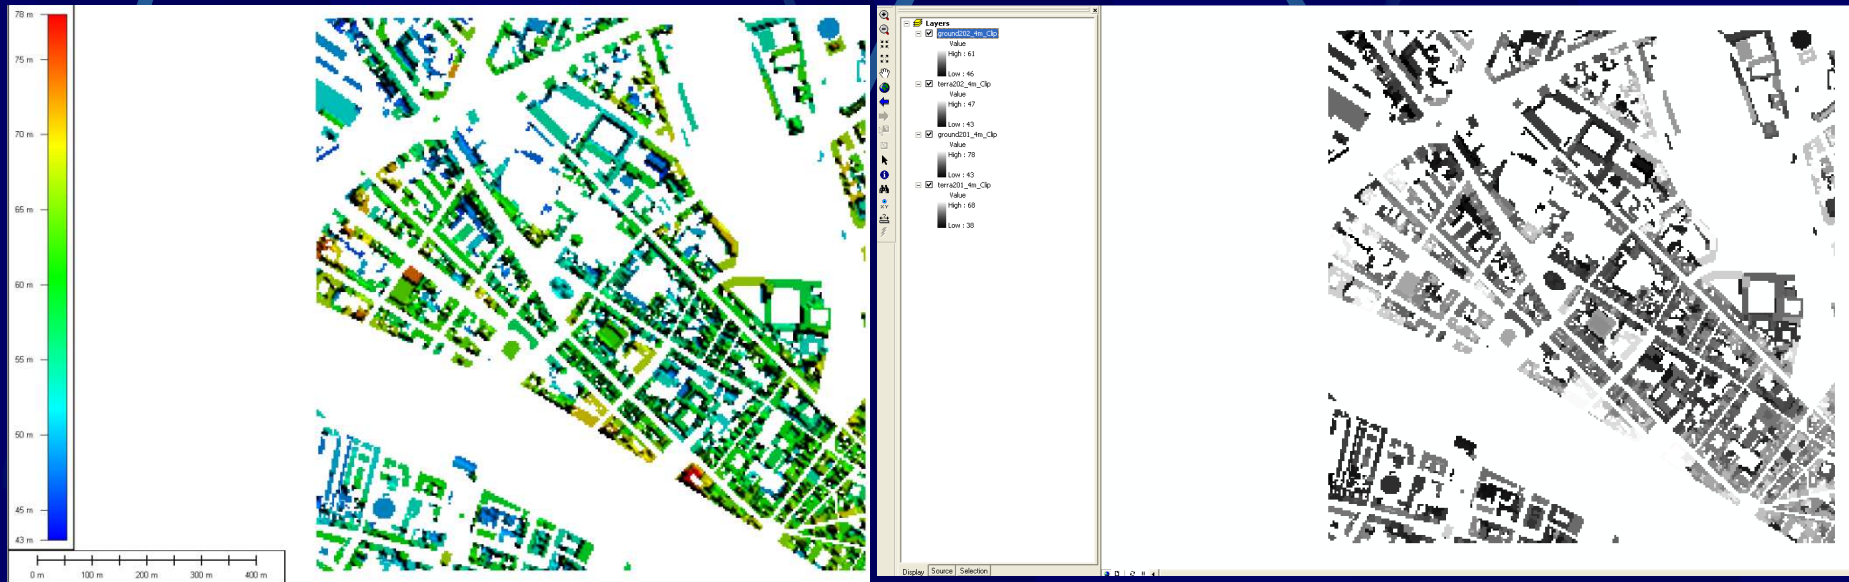 78 m
75 m
70 m
65 m
60 m
55 m
50 m
45 m
43 m
0 m 100 m 200 m 300 m 400 m
Layers
ground202_4m_Clip
Value
High : 61
Low : 46
terra202_4m_Clip
Value
High : 47
Low : 43
ground201_4m_Clip
Value
High : 78
Low : 43
terra201_4m_Clip
Value
High : 68
Low : 38
Display Source Selection